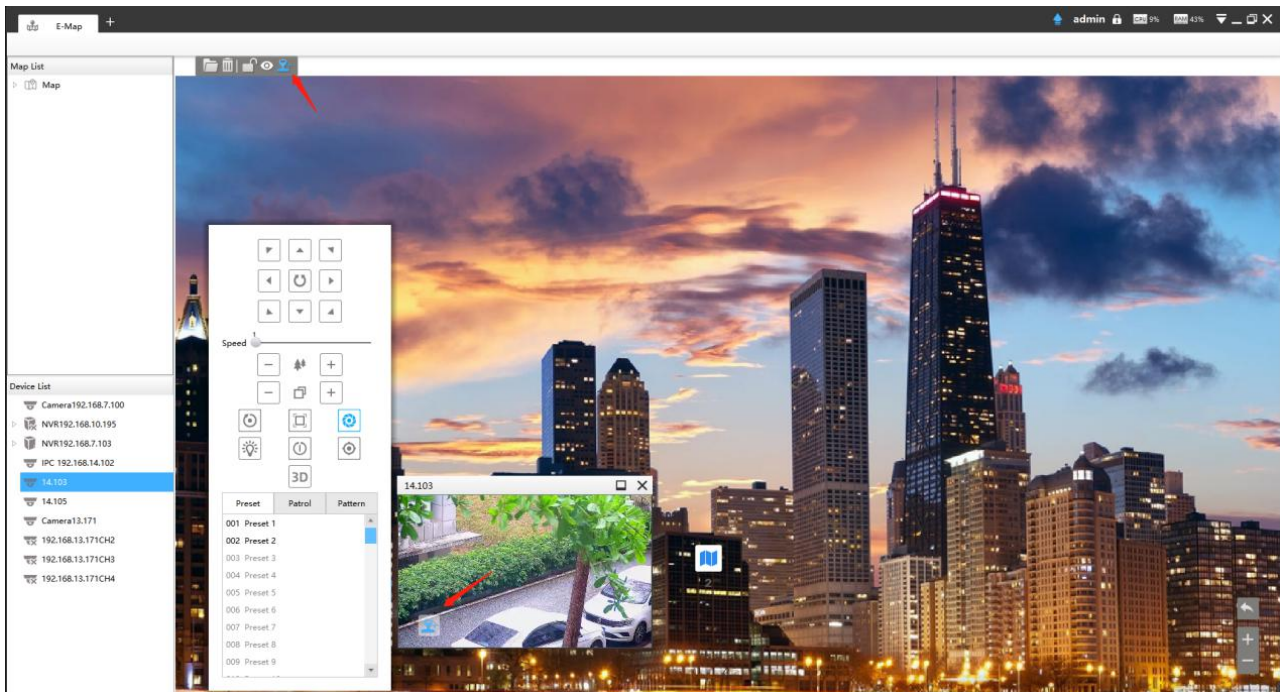 E-Map
+
admin
CPU 9%
RAM 43%
Map List
Map
Speed
1
3D
Preset Patrol Pattern
001 Preset 1
002 Preset 2
003 Preset 3
004 Preset 4
005 Preset 5
006 Preset 6
007 Preset 7
008 Preset 8
009 Preset 9
Device List
Camera192.168.7.100
NVR192.168.10.195
NVR192.168.7.103
IPC 192.168.14.102
14.103
14.105
Camera13.171
192.168.13.171CH2
192.168.13.171CH3
192.168.13.171CH4
14.103
2